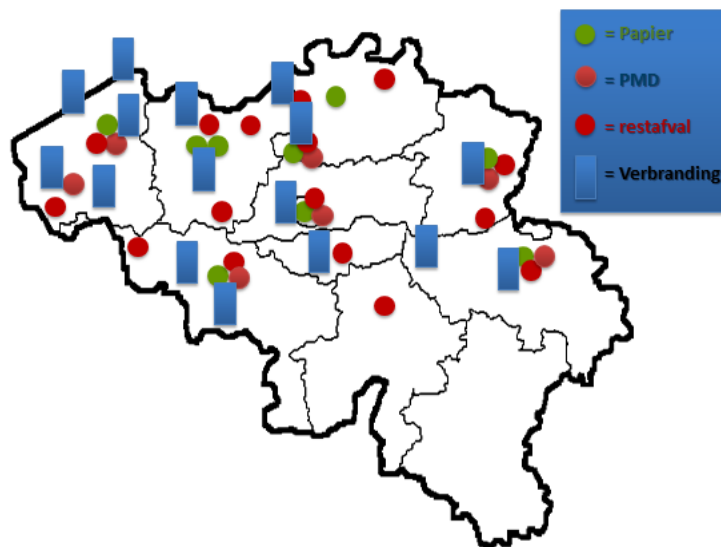 = Papier
= PMD
= restafval
= Verbranding